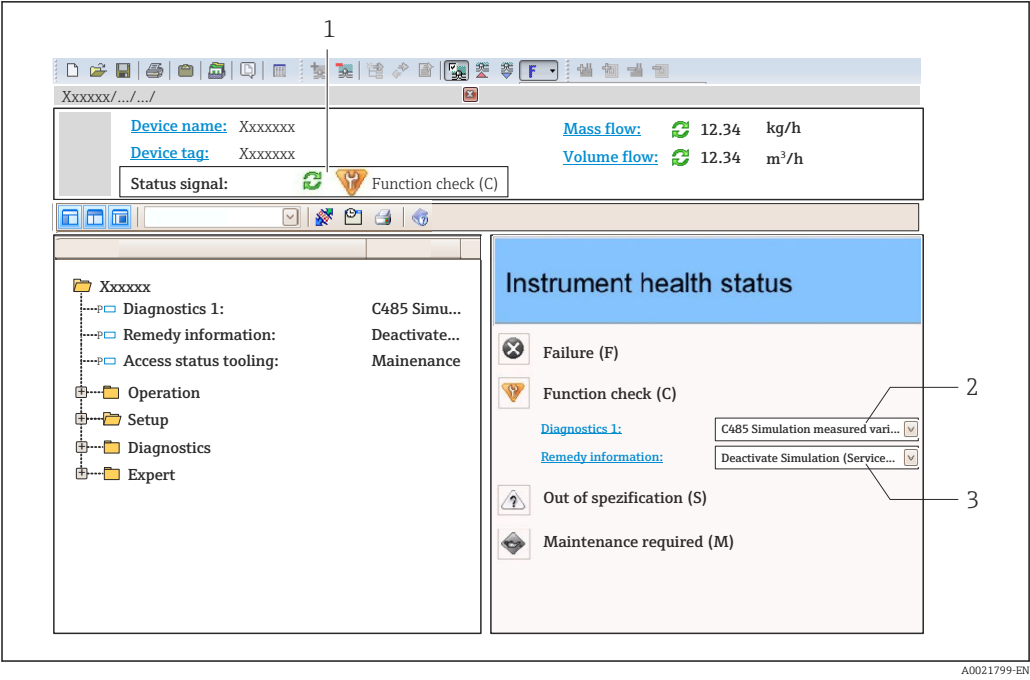 1
F
Xxxxxx/.../.../
Device name: Xxxxxxx
Mass flow: 12.34 kg/h
Device tag: Xxxxxxx
Volume flow: 12.34 m³/h
Status signal: Function check (C)
Xxxxxx
Diagnostics 1: C485 Simu...
Remedy information: Deactivate...
Access status tooling: Mainenance
Operation
Setup
Diagnostics
Expert
Instrument health status
Failure (F)
Function check (C)
2
Diagnostics 1: C485 Simulation measured vari...
Remedy information: Deactivate Simulation (Service...
3
Out of spezification (S)
Maintenance required (M)
A0021799-EN